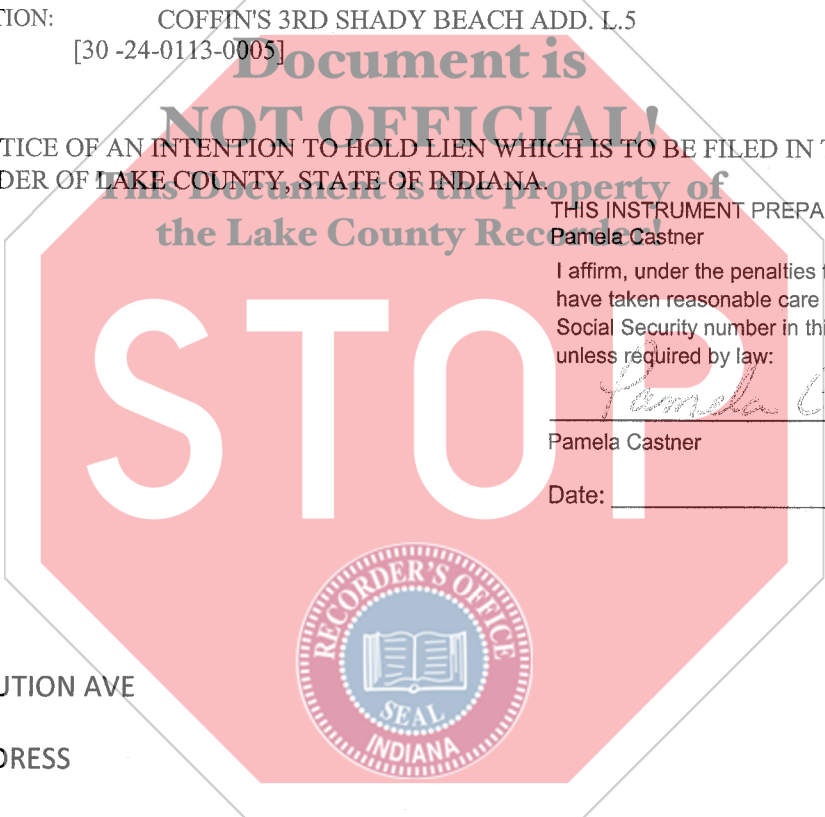 TION: COFFIN'S 3RD SHADY BEACH ADD. L.5
[30 -24-0113-0005]
Document is
NOT OFFICIAL!
TICE OF AN INTENTION TO HOLD LIEN WHICH IS TO BE FILED IN
DER OF LAKE COUNTY, STATE OF INDIANA.
This Document is the property of
the Lake County Recorder!
THIS INSTRUMENT PREPA
Pamela Castner
I affirm, under the penalties
have taken reasonable care
Social Security number in thi
unless required by law:
Pamela C
Pamela Castner
Date:
STOP
RECORDER'S OFFICE
SEAL
INDIANA
UTION AVE
DRESS